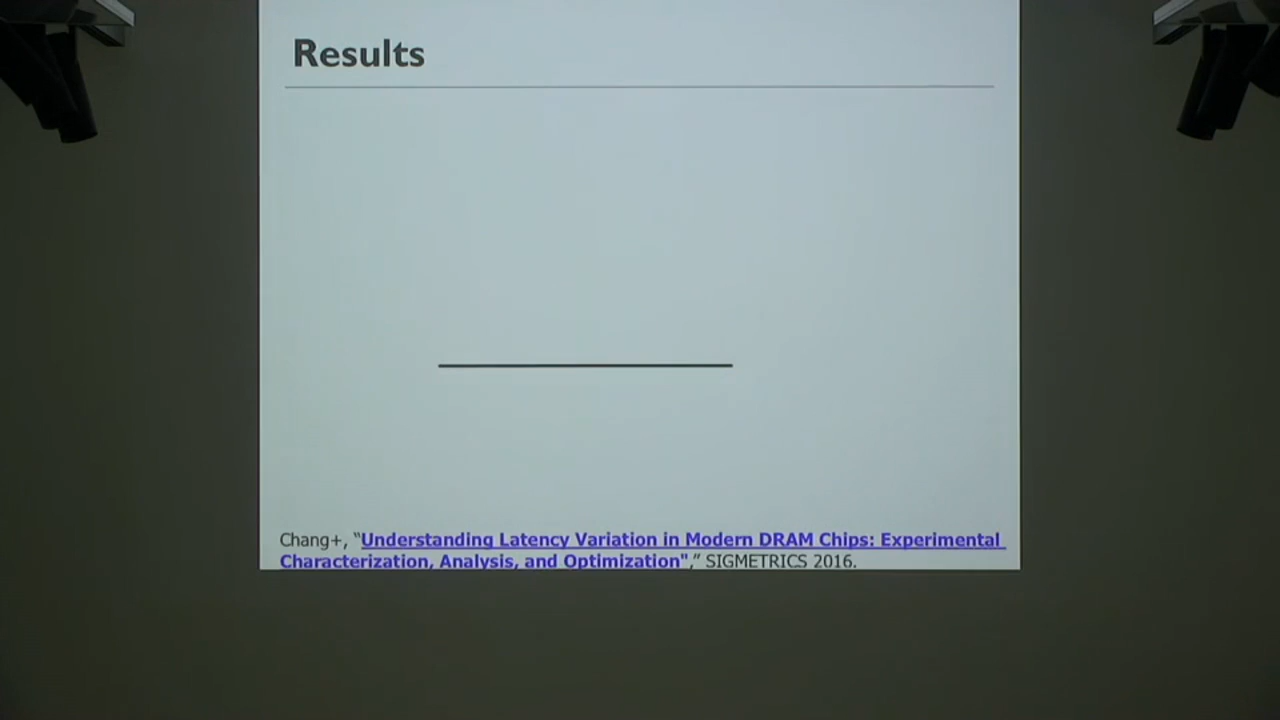 Results
Chang+, “Understanding Latency Variation in Modern DRAM Chips: Experimental
Characterization, Analysis, and Optimization",” SIGMETRICS 2016.